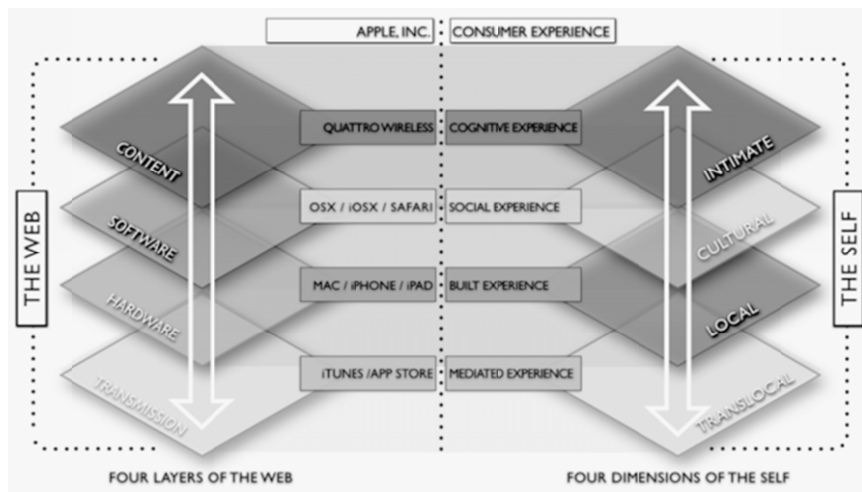 APPLE, INC. CONSUMER EXPERIENCE
QUATTRO WIRELESS COGNITIVE EXPERIENCE
CONTENT
INTIMATE
OSX / iOSX / SAFARI SOCIAL EXPERIENCE
SOFTWARE
CULTURAL
THE WEB
THE SELF
MAC / iPHONE / iPAD BUILT EXPERIENCE
HARDWARE
LOCAL
iTUNES /APP STORE MEDIATED EXPERIENCE
TRANSMISSION
TRANSLOCAL
FOUR LAYERS OF THE WEB
FOUR DIMENSIONS OF THE SELF